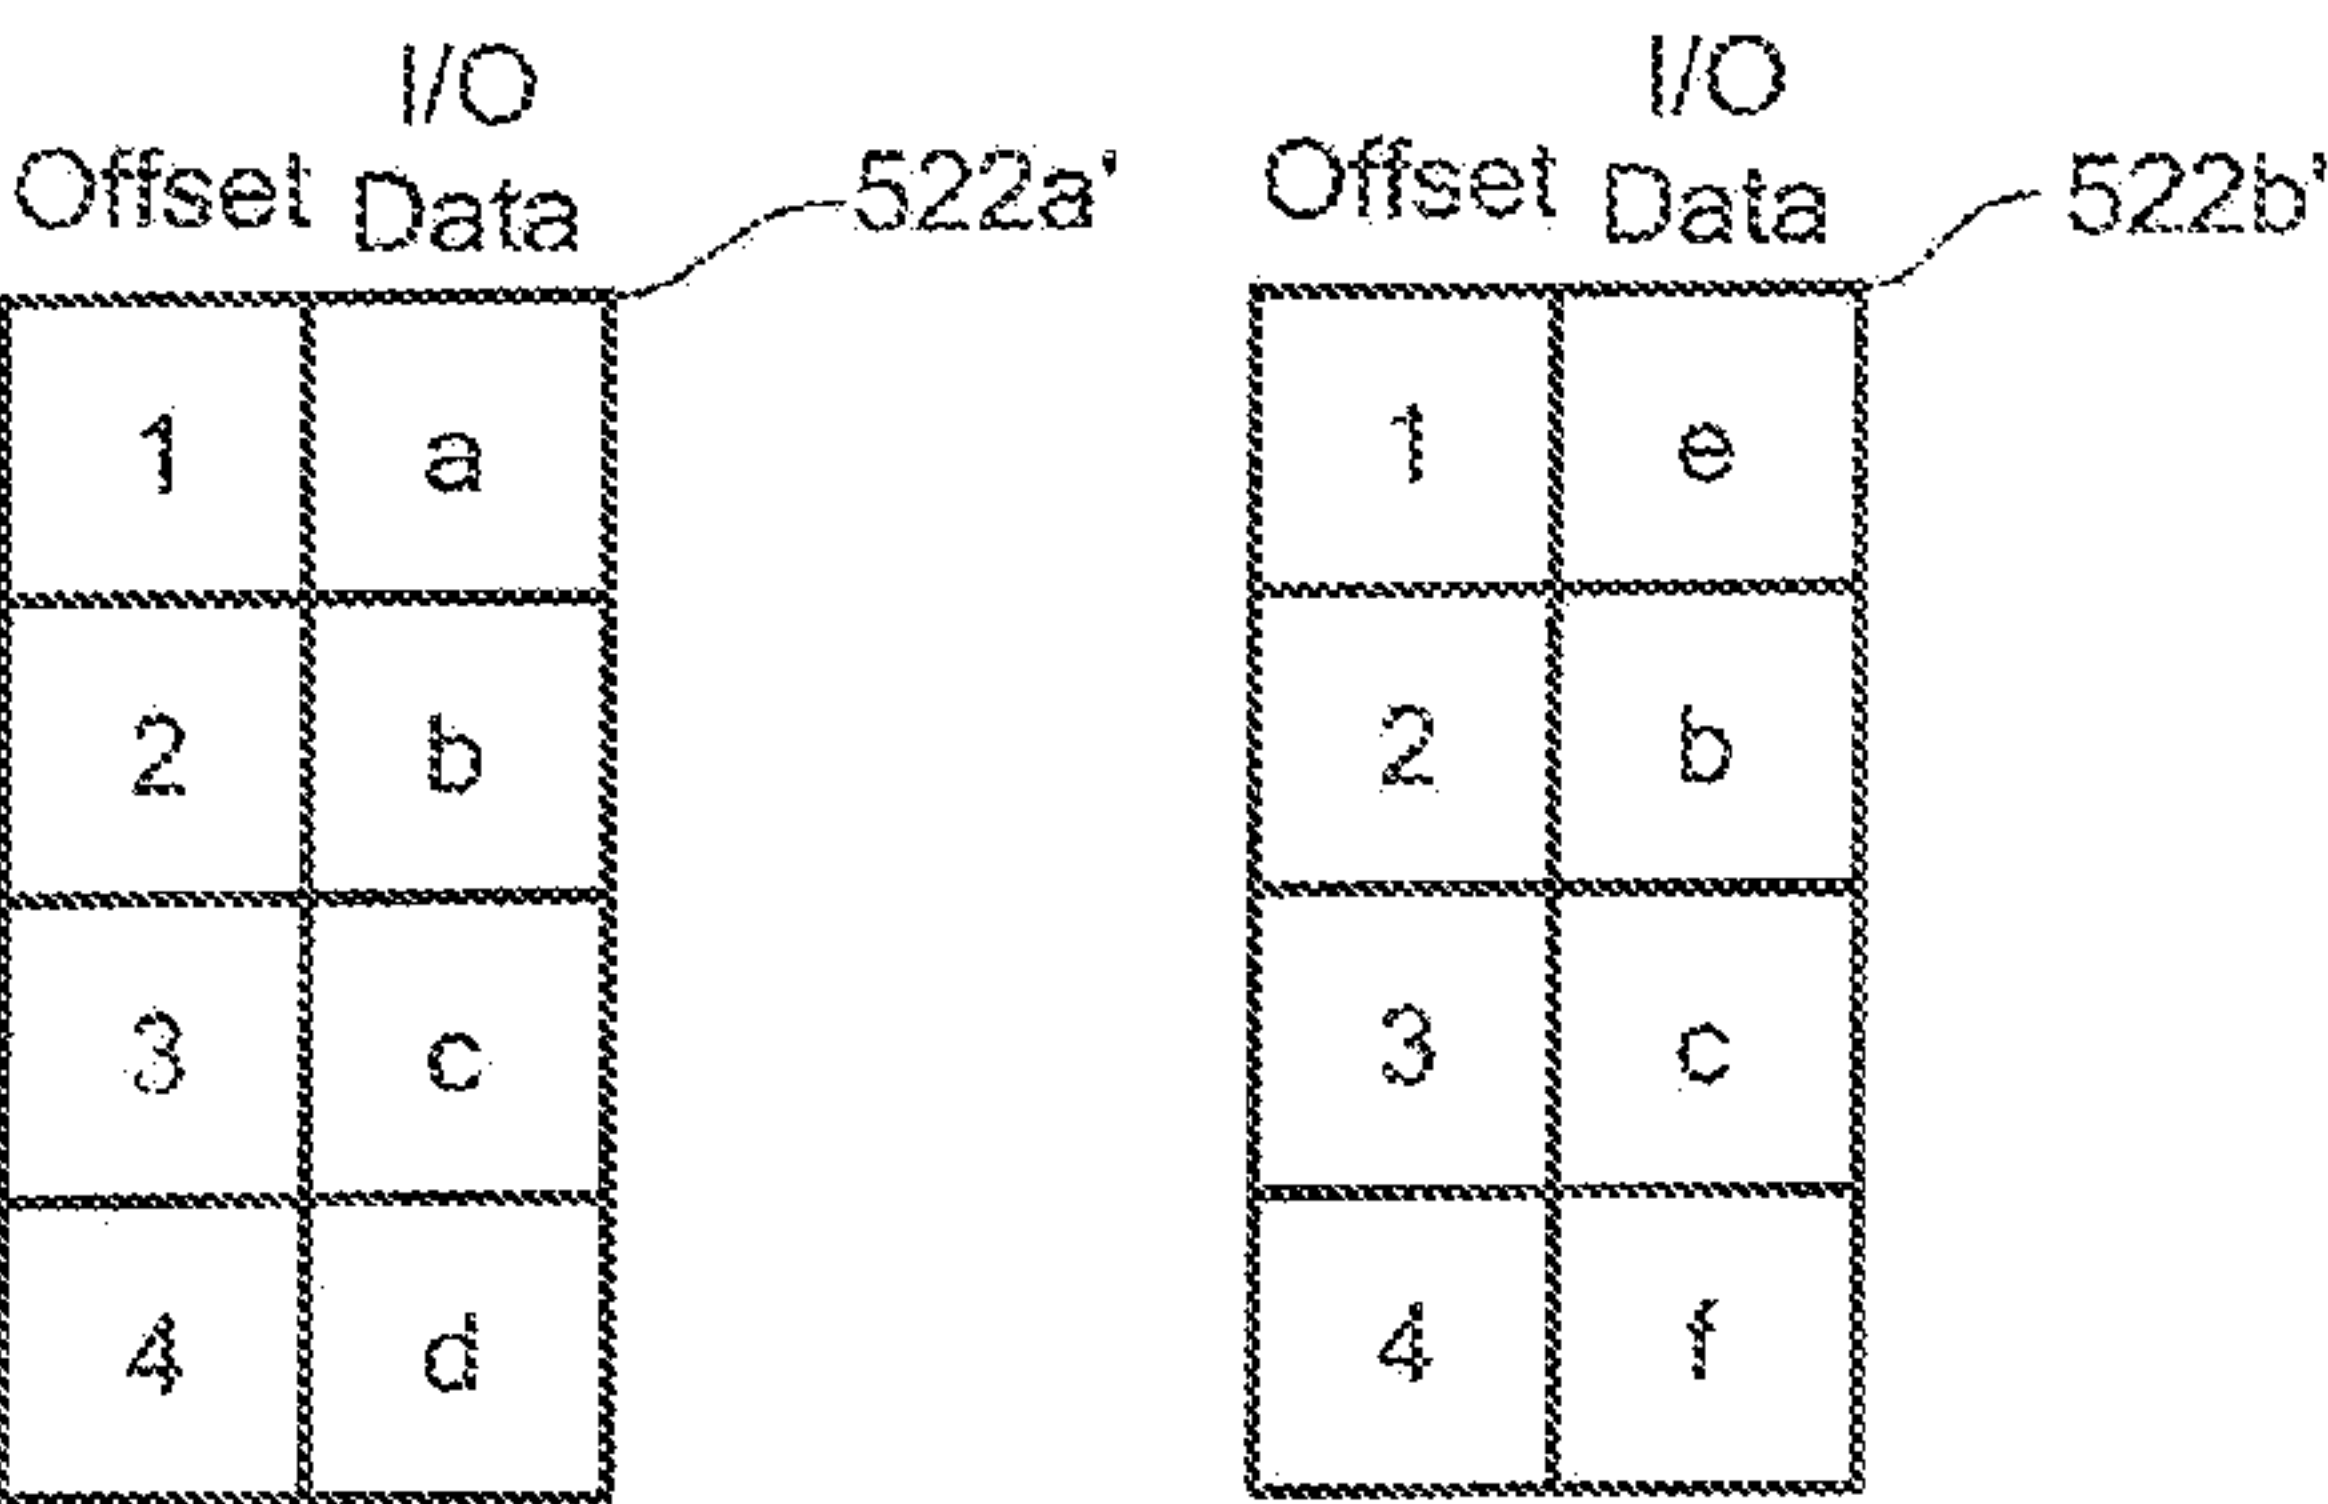 I/O
Offset Data 522a'
1 a
2 b
3 c
4 d
I/O
Offset Data 522b'
1 e
2 b
3 c
4 f